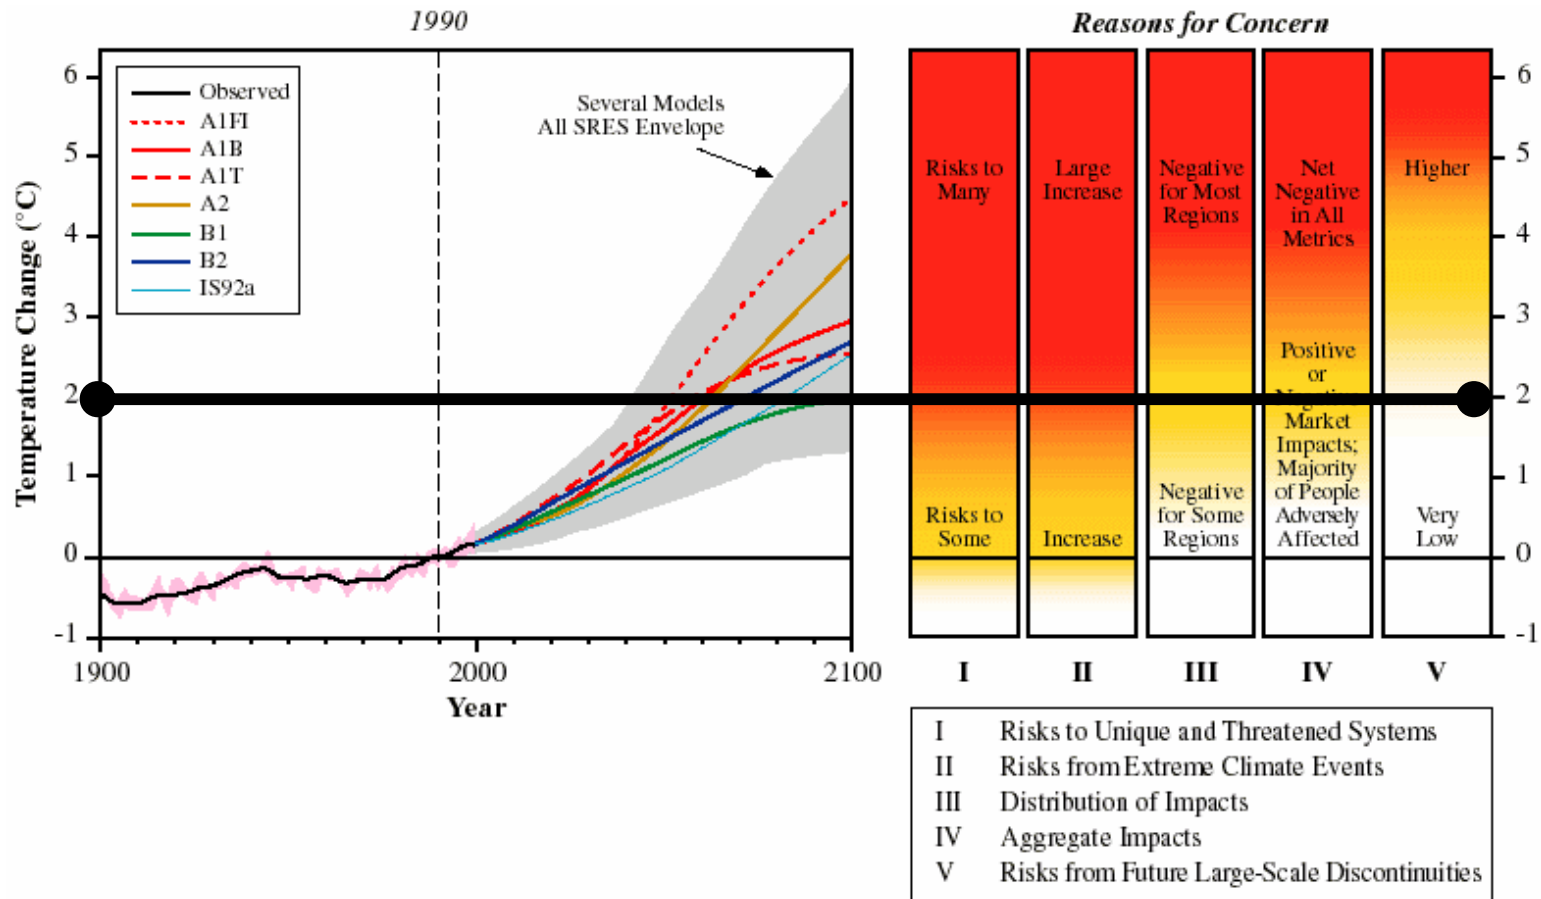 1990
Reasons for Concern
6
5
4
3
2
1
0
-1
Temperature Change (°C)
Observed
A1FI
A1B
A1T
A2
B1
B2
IS92a
Several Models
All SRES Envelope
1900
2000
2100
Year
Risks to
Many
Risks to
Some
Large
Increase
Increase
Negative
for Most
Regions
Negative
for Some
Regions
Net
Negative
in All
Metrics
Positive
or
Market
Impacts;
Majority
of People
Adversely
Affected
Higher
Very
Low
6
5
4
3
2
1
0
-1
I
II
III
IV
V
I Risks to Unique and Threatened Systems
II Risks from Extreme Climate Events
III Distribution of Impacts
IV Aggregate Impacts
V Risks from Future Large-Scale Discontinuities